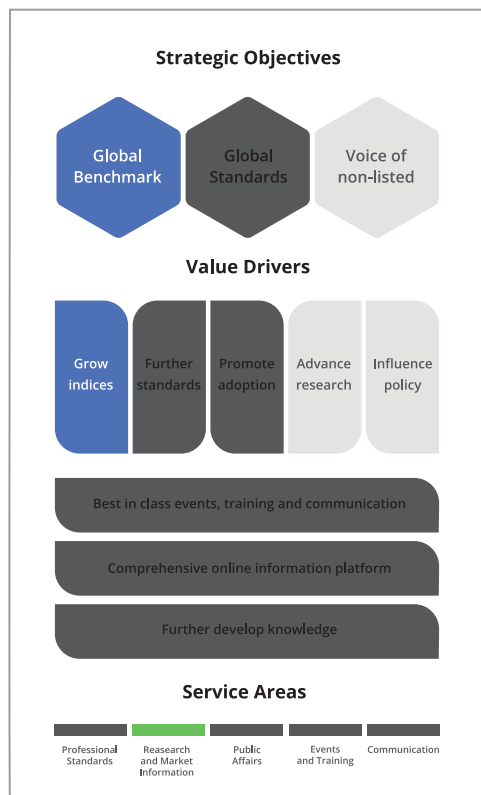 Strategic Objectives
Global
Benchmark
Global
Standards
Voice of
non-listed
Value Drivers
Grow
indices
Further
standards
Promote
adoption
Advance
research
Influence
policy
Best in class events, training and communication
Comprehensive online information platform
Further develop knowledge
Service Areas
Professional
Standards
Reasearch
and Market
Information
Public
Affairs
Events
and Training
Communication